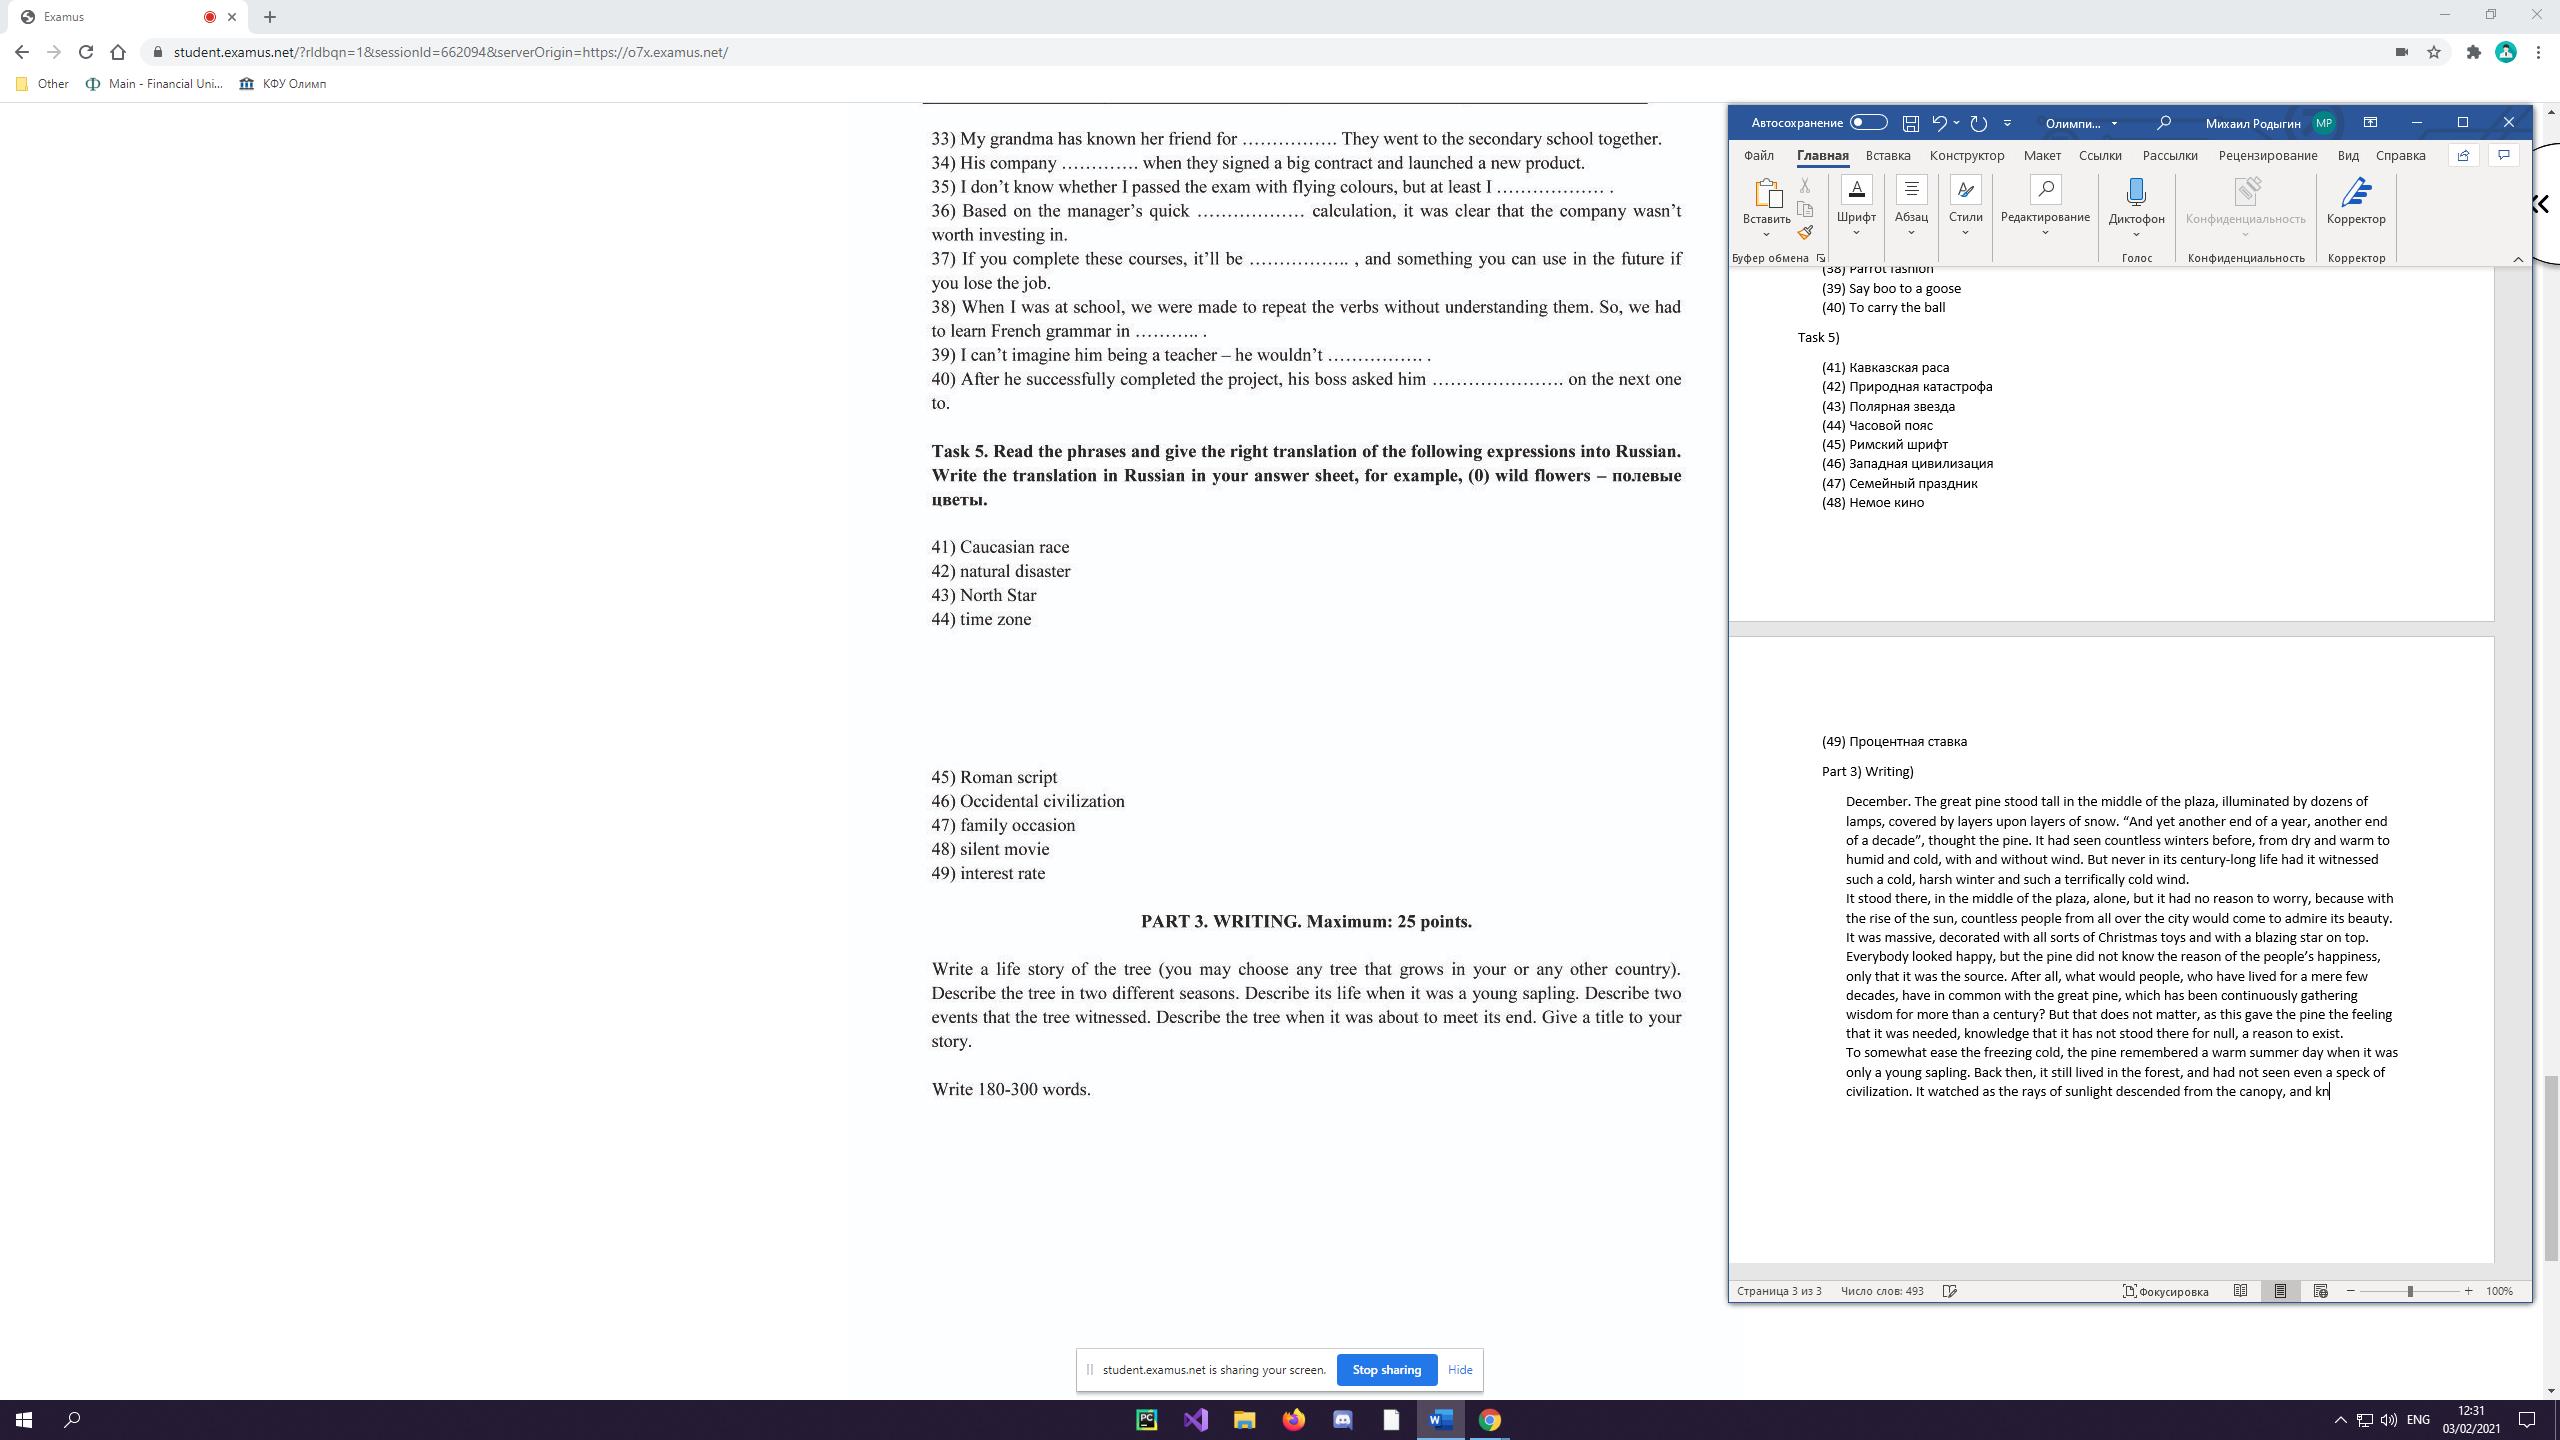 Examus
student.examus.net/?rldbqn=1&sessionId=662094&serverOrigin=https://o7x.examus.net/
Other
Main - Financial Uni...
КФУ Олимп
33) My grandma has known her friend for ……………. They went to the secondary school together.
34) His company …………. when they signed a big contract and launched a new product.
35) I don’t know whether I passed the exam with flying colours, but at least I ……………… .
36) Based on the manager’s quick ……………… calculation, it was clear that the company wasn’t
worth investing in.
37) If you complete these courses, it’ll be …………….. , and something you can use in the future if
you lose the job.
38) When I was at school, we were made to repeat the verbs without understanding them. So, we had
to learn French grammar in ……….. .
39) I can’t imagine him being a teacher – he wouldn’t ……………. .
40) After he successfully completed the project, his boss asked him …………………. on the next one
to.
Task 5. Read the phrases and give the right translation of the following expressions into Russian.
Write the translation in Russian in your answer sheet, for example, (0) wild flowers – полевые
цветы.
41) Caucasian race
42) natural disaster
43) North Star
44) time zone
45) Roman script
46) Occidental civilization
47) family occasion
48) silent movie
49) interest rate
PART 3. WRITING. Maximum: 25 points.
Write a life story of the tree (you may choose any tree that grows in your or any other country).
Describe the tree in two different seasons. Describe its life when it was a young sapling. Describe two
events that the tree witnessed. Describe the tree when it was about to meet its end. Give a title to your
story.
Write 180-300 words.
Автосохранение
Олимпи...
Михаил Родыгин
МР
Файл
Главная
Вставка
Конструктор
Макет
Ссылки
Рассылки
Рецензирование
Вид
Справка
Вставить
Шрифт
Абзац
Стили
Редактирование
Диктофон
Конфиденциальность
Корректор
Буфер обмена
Голос
Конфиденциальность
Корректор
(38) Parrot fashion
(39) Say boo to a goose
(40) To carry the ball
Task 5)
(41) Кавказская раса
(42) Природная катастрофа
(43) Полярная звезда
(44) Часовой пояс
(45) Римский шрифт
(46) Западная цивилизация
(47) Семейный праздник
(48) Немое кино
(49) Процентная ставка
Part 3) Writing)
December. The great pine stood tall in the middle of the plaza, illuminated by dozens of
lamps, covered by layers upon layers of snow. “And yet another end of a year, another end
of a decade”, thought the pine. It had seen countless winters before, from dry and warm to
humid and cold, with and without wind. But never in its century-long life had it witnessed
such a cold, harsh winter and such a terrifically cold wind.
It stood there, in the middle of the plaza, alone, but it had no reason to worry, because with
the rise of the sun, countless people from all over the city would come to admire its beauty.
It was massive, decorated with all sorts of Christmas toys and with a blazing star on top.
Everybody looked happy, but the pine did not know the reason of the people’s happiness,
only that it was the source. After all, what would people, who have lived for a mere few
decades, have in common with the great pine, which has been continuously gathering
wisdom for more than a century? But that does not matter, as this gave the pine the feeling
that it was needed, knowledge that it has not stood there for null, a reason to exist.
To somewhat ease the freezing cold, the pine remembered a warm summer day when it was
only a young sapling. Back then, it still lived in the forest, and had not seen even a speck of
civilization. It watched as the rays of sunlight descended from the canopy, and kn
Страница 3 из 3
Число слов: 493
Фокусировка
100%
student.examus.net is sharing your screen.
Stop sharing
Hide
PC
W
ENG
12:31
03/02/2021